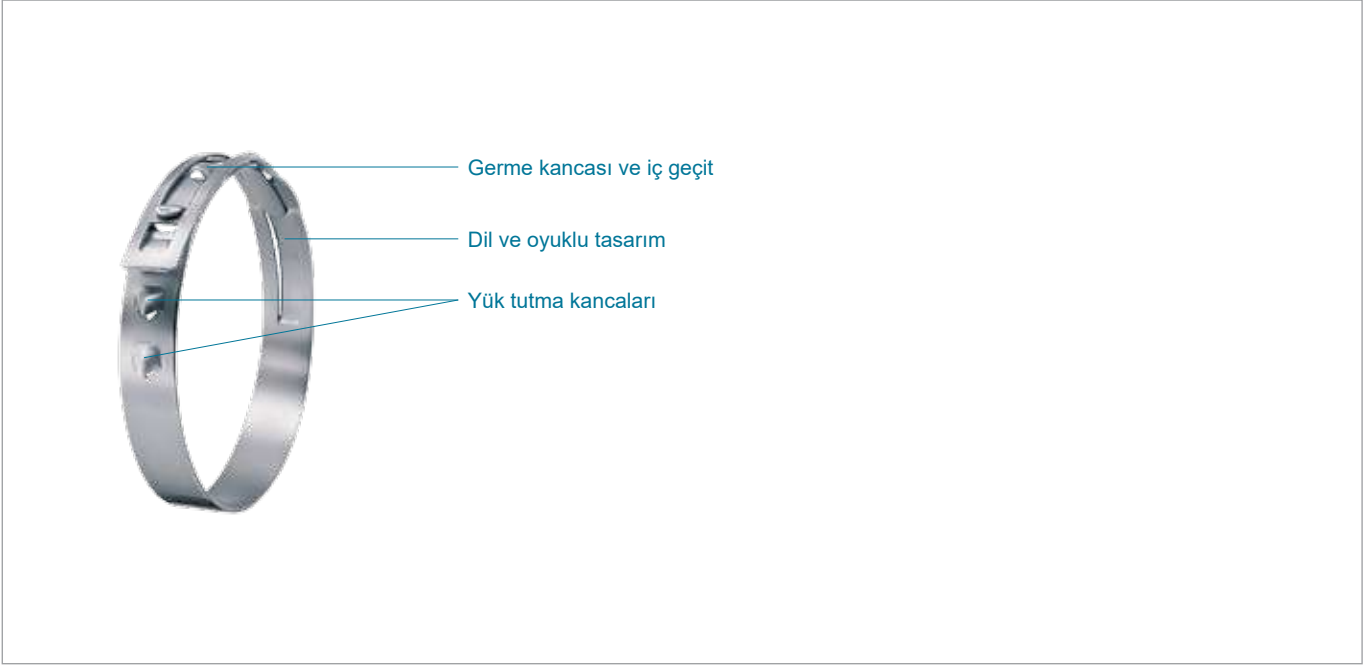 Germe kancası ve iç geçit
Dil ve oyuklu tasarım
Yük tutma kancaları